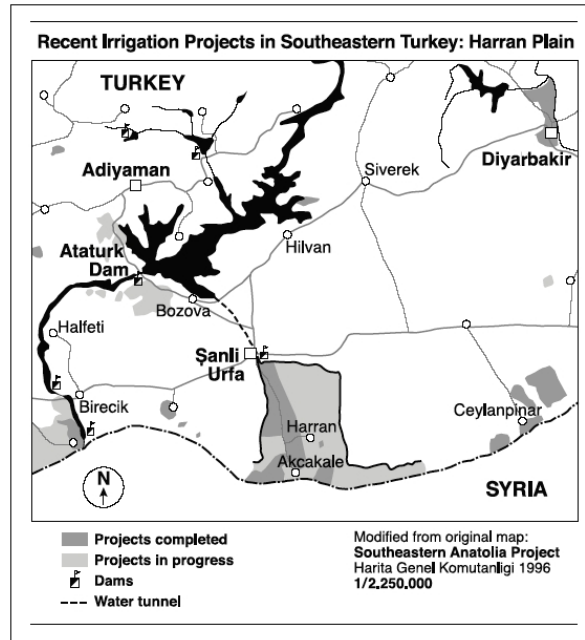 Recent Irrigation Projects in Southeastern Turkey: Harran Plain
TURKEY
Diyarbakir
Adiyaman
Siverek
Hilvan
Ataturk
Dam
Bozova
Halfeti
Şanli
Urfa
Birecik
Ceylanpinar
Harran
Akcakale
N
SYRIA
Projects completed
Projects in progress
Dams
Water tunnel
Modified from original map:
Southeastern Anatolia Project
Harita Genel Komutanligi 1996
1/2,250,000